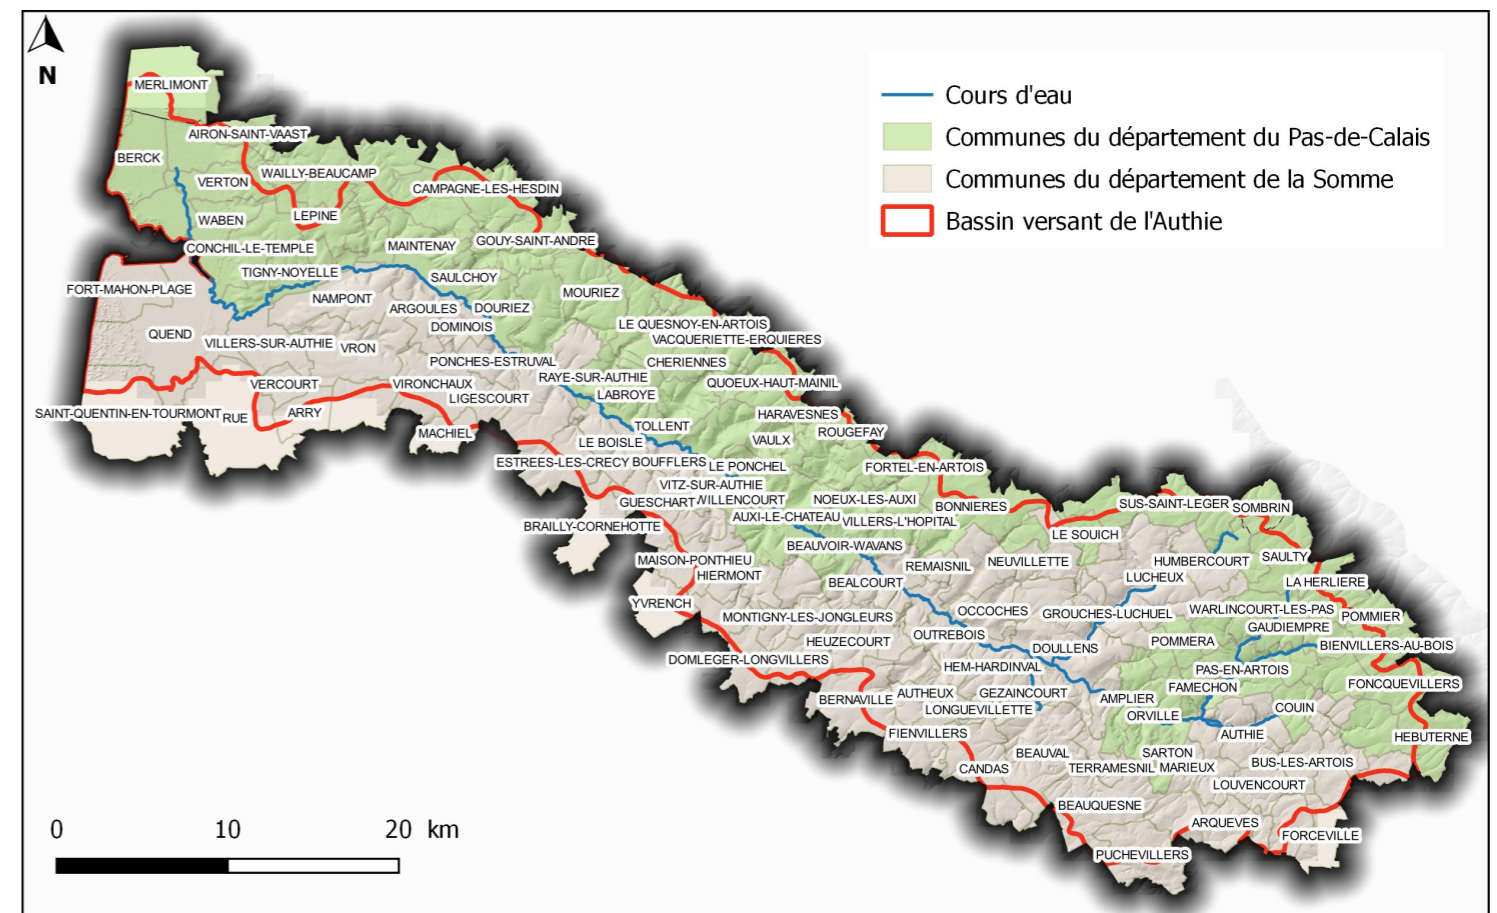 N
Cours d'eau
Communes du département du Pas-de-Calais
Communes du département de la Somme
Bassin versant de l'Authie
MERLIMONT
AIRON-SAINT-VAAST
BERCK
WAILLY-BEAUCAMP
VERTON
CAMPAGNE-LES-HESDIN
LEPINE
WABEN
GOUY-SAINT-ANDRE
MAINTENAY
CONCHIL-LE-TEMPLE
TIGNY-NOYELLE
SAULCHOY
FORT-MAHON-PLAGE
MOURIEZ
NAMPONT
ARGOULES
DOURIEZ
LE QUESNOY-EN-ARTOIS
DOMINOIS
QUEND
VACQUERIETTE-ERQUIERES
VILLERS-SUR-AUTHIE
VRON
PONCHES-ESTRUVAL
CHERIENNES
RAYE-SUR-AUTHIE
VERCOURT
VIRONCHAUX
QUOEUX-HAUT-MAINIL
LABROYE
LIGESCOURT
SAINT-QUENTIN-EN-TOURMONT
RUE
ARRY
HARAVESNES
TOLLENT
MACHIEL
ROUGEFAY
VAULX
LE BOISLE
ESTREES-LES-CRECY
BOUFFLERS
LE PONCHEL
FORTEL-EN-ARTOIS
VITZ-SUR-AUTHIE
GUESCHART
WILLENCOURT
NOEUX-LES-AUXI
BONNIERES
SUS-SAINT-LEGER
SOMBRIN
AUXI-LE-CHATEAU
VILLERS-L'HOPITAL
BRAILLY-CORNEHOTTE
LE SOUICH
BEAUVOIR-WAVANS
SAULTY
MAISON-PONTHIEU
REMAISNIL
NEUVILLETTE
HUMBERCOURT
HIERMONT
LUCHEUX
BEALCOURT
LA HERLIERE
YVRENCH
OCCOCHES
GROUCHES-LUCHUEL
WARLINCOURT-LES-PAS
MONTIGNY-LES-JONGLEURS
POMMIER
GAUDIEMPRE
OUTREBOIS
HEUZECOURT
POMMERA
DOULLENS
BIENVILLERS-AU-BOIS
DOMLEGER-LONGVILLERS
HEM-HARDINVAL
PAS-EN-ARTOIS
FONCQUEVILLERS
FAMECHON
AUTHEUX
GEZAINCOURT
BERNAVILLE
AMPLIER
LONGUEVILLETTE
COUIN
ORVILLE
FIENVILLERS
AUTHIE
HEBUTERNE
BEAUVAL
SARTON
BUS-LES-ARTOIS
CANDAS
TERRAMESNIL
MARIEUX
LOUVENCOURT
BEAUQUESNE
ARQUEVES
FORCEVILLE
PUCHEVILLERS
0 10 20 km